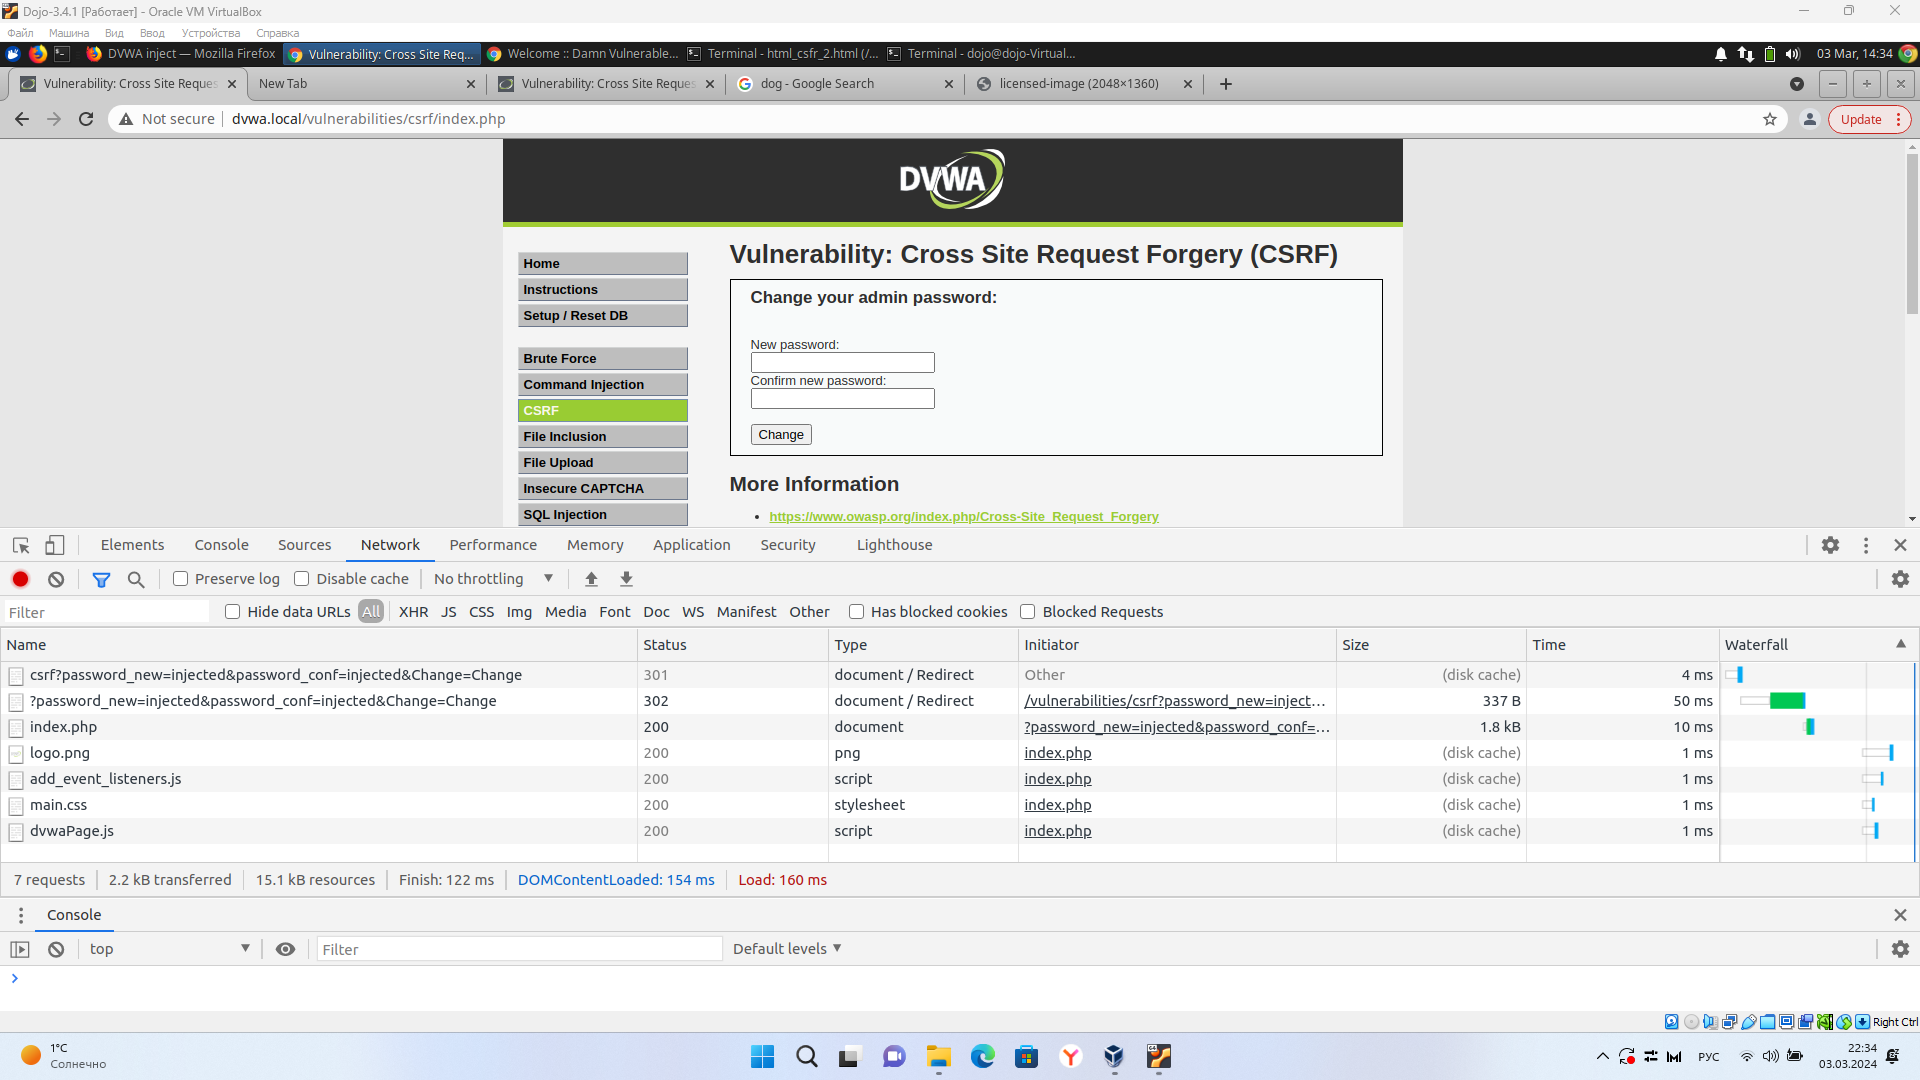 Dojo-3.4.1 [Работает] - Oracle VM VirtualBox
Файл Машина Вид Ввод Устройства Справка
DVWA inject — Mozilla Firefox Vulnerability: Cross Site Req... Welcome :: Damn Vulnerable... Terminal - html_csfr_2.html (/... Terminal - dojo@dojo-Virtual... 03 Mar, 14:34
Vulnerability: Cross Site Reques New Tab Vulnerability: Cross Site Reques dog - Google Search licensed-image (2048×1360)
Not secure dvwa.local/vulnerabilities/csrf/index.php Update
DVWA
Vulnerability: Cross Site Request Forgery (CSRF)
Home
Instructions
Setup / Reset DB
Brute Force
Command Injection
CSRF
File Inclusion
File Upload
Insecure CAPTCHA
SQL Injection
Change your admin password:
New password:
Confirm new password:
Change
More Information
https://www.owasp.org/index.php/Cross-Site_Request_Forgery
Elements Console Sources Network Performance Memory Application Security Lighthouse
Preserve log Disable cache No throttling
Filter Hide data URLs All XHR JS CSS Img Media Font Doc WS Manifest Other Has blocked cookies Blocked Requests
Name Status Type Initiator Size Time Waterfall
csrf?password_new=injected&password_conf=injected&Change=Change 301 document / Redirect Other (disk cache) 4 ms
?password_new=injected&password_conf=injected&Change=Change 302 document / Redirect /vulnerabilities/csrf?password_new=inject... 337 B 50 ms
index.php 200 document ?password_new=injected&password_conf=... 1.8 kB 10 ms
logo.png 200 png index.php (disk cache) 1 ms
add_event_listeners.js 200 script index.php (disk cache) 1 ms
main.css 200 stylesheet index.php (disk cache) 1 ms
dvwaPage.js 200 script index.php (disk cache) 1 ms
7 requests 2.2 kB transferred 15.1 kB resources Finish: 122 ms DOMContentLoaded: 154 ms Load: 160 ms
Console
top Filter Default levels
Right Ctrl
1°C
Солнечно
РУС
22:34
03.03.2024